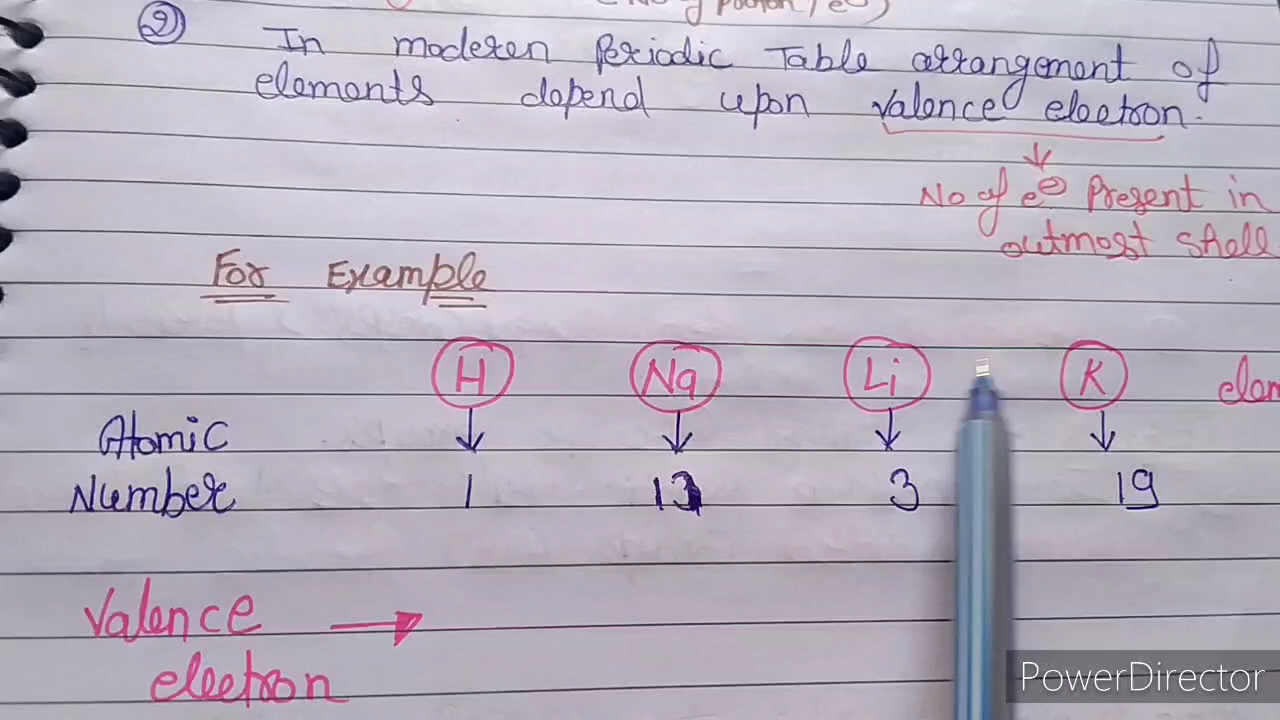 2
In moderen Periodic Table arrangement of
elements depend upon Valence electron.
No of e⊖ Present in
outmost shell
For Example
H Na Li K
Atomic
Number 1 11 3 19
Valence →
electron
PowerDirector